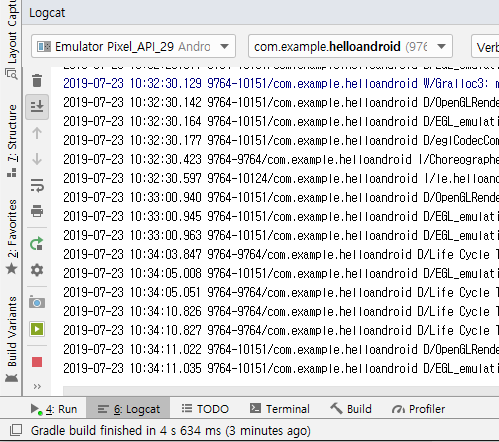 Logcat
Emulator Pixel_API_29 Andro
com.example.helloandroid (976
Verb
2019-07-23 10:32:30.129 9764-10151/com.example.helloandroid W/Gralloc3: m
2019-07-23 10:32:30.142 9764-10151/com.example.helloandroid D/OpenGLRende
2019-07-23 10:32:30.164 9764-10151/com.example.helloandroid D/EGL_emulati
2019-07-23 10:32:30.177 9764-10151/com.example.helloandroid D/eglCodecCom
2019-07-23 10:32:30.423 9764-9764/com.example.helloandroid I/Choreographe
2019-07-23 10:32:30.597 9764-10124/com.example.helloandroid I/le.helloan
2019-07-23 10:33:00.940 9764-10151/com.example.helloandroid D/OpenGLRende
2019-07-23 10:33:00.945 9764-10151/com.example.helloandroid D/EGL_emulati
2019-07-23 10:33:00.963 9764-10151/com.example.helloandroid D/EGL_emulati
2019-07-23 10:34:03.847 9764-9764/com.example.helloandroid D/Life Cycle T
2019-07-23 10:34:05.008 9764-10151/com.example.helloandroid D/EGL_emulati
2019-07-23 10:34:05.051 9764-9764/com.example.helloandroid D/Life Cycle T
2019-07-23 10:34:10.826 9764-9764/com.example.helloandroid D/Life Cycle T
2019-07-23 10:34:10.827 9764-9764/com.example.helloandroid D/Life Cycle T
2019-07-23 10:34:11.022 9764-10151/com.example.helloandroid D/OpenGLRende
2019-07-23 10:34:11.035 9764-10151/com.example.helloandroid D/EGL_emulati
Layout Captu
7: Structure
2: Favorites
Build Variants
4: Run
6: Logcat
TODO
Terminal
Build
Profiler
Gradle build finished in 4 s 634 ms (3 minutes ago)